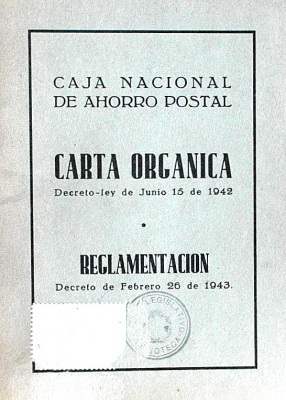 CAJA NACIONAL
DE AHORRO POSTAL
CARTA ORGANICA
Decreto-ley de Junio 15 de 1942
REGLAMENTACION
Decreto de Febrero 26 de 1943.
LEGISLATIVO